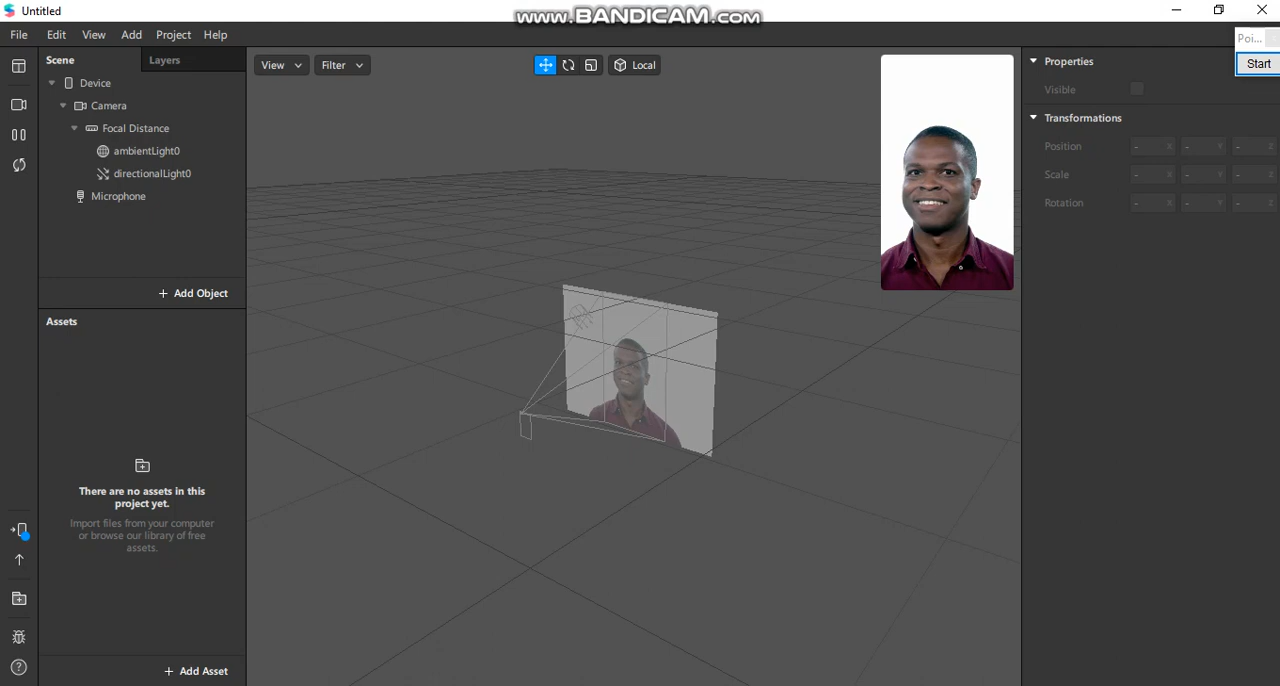 Untitled
www.BANDICAM.com
File Edit View Add Project Help
Poi...
Start
Scene Layers
Device
Camera
Focal Distance
ambientLight0
directionalLight0
Microphone
+ Add Object
Assets
There are no assets in this
project yet.
Import files from your computer
or browse our library of free
assets.
+ Add Asset
View Filter Local
Properties
Visible
Transformations
Position - X - Y - Z
Scale - X - Y - Z
Rotation - X - Y - Z